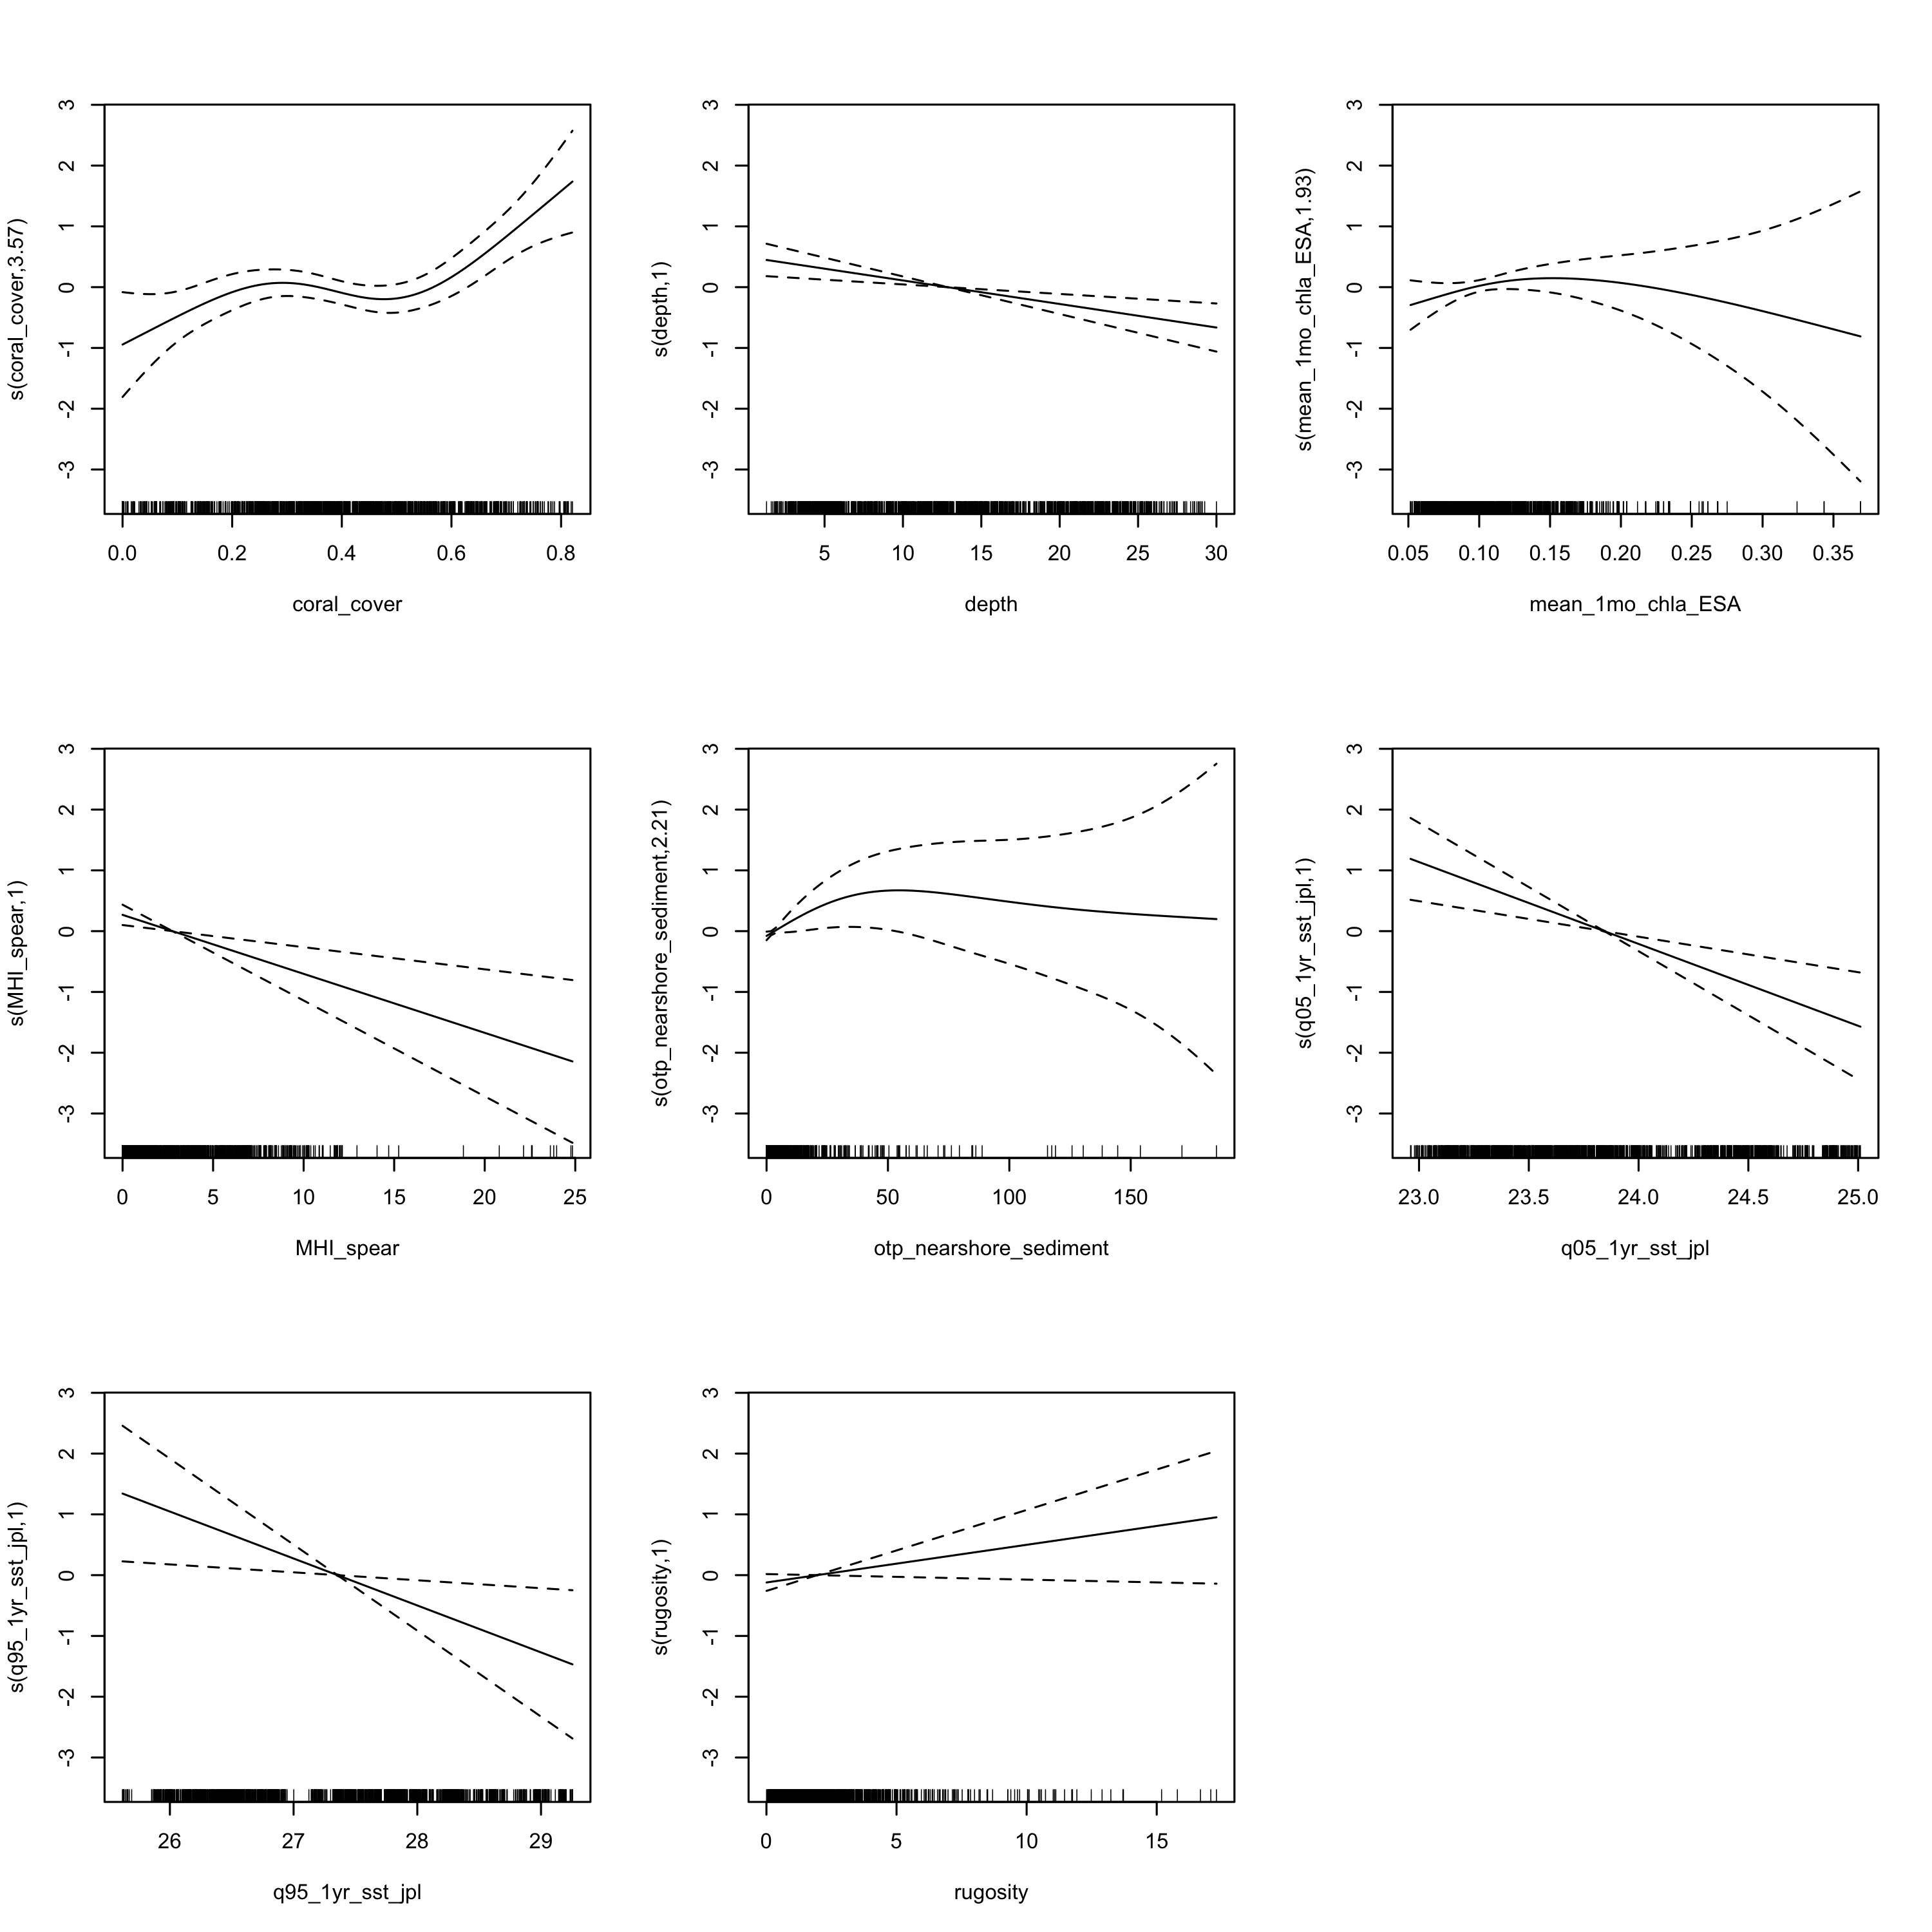 s(coral_cover,3.57)
3
2
1
0
-1
-2
-3
0.0 0.2 0.4 0.6 0.8
coral_cover
s(depth,1)
3
2
1
0
-1
-2
-3
5 10 15 20 25 30
depth
s(mean_1mo_chla_ESA,1.93)
3
2
1
0
-1
-2
-3
0.05 0.10 0.15 0.20 0.25 0.30 0.35
mean_1mo_chla_ESA
s(MHI_spear,1)
3
2
1
0
-1
-2
-3
0 5 10 15 20 25
MHI_spear
s(otp_nearshore_sediment,2.21)
3
2
1
0
-1
-2
-3
0 50 100 150
otp_nearshore_sediment
s(q05_1yr_sst_jpl,1)
3
2
1
0
-1
-2
-3
23.0 23.5 24.0 24.5 25.0
q05_1yr_sst_jpl
s(q95_1yr_sst_jpl,1)
3
2
1
0
-1
-2
-3
26 27 28 29
q95_1yr_sst_jpl
s(rugosity,1)
3
2
1
0
-1
-2
-3
0 5 10 15
rugosity